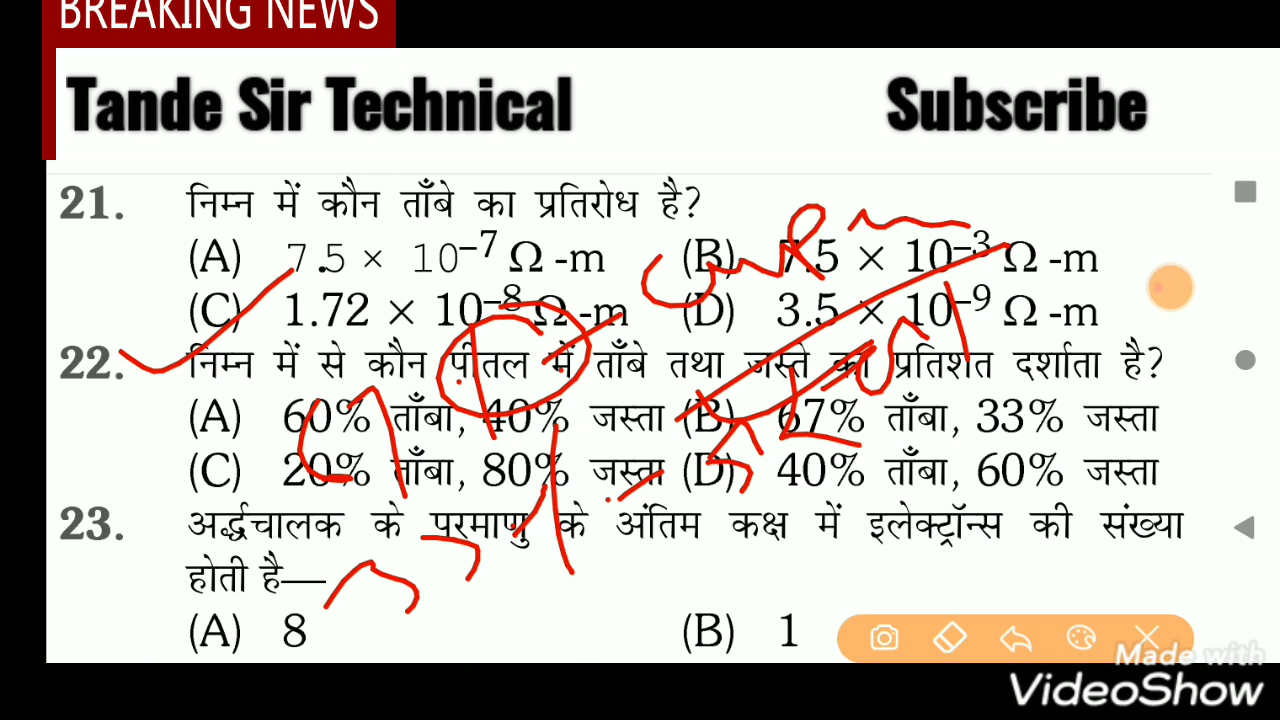 BREAKING NEWS
Tande Sir Technical Subscribe
21. निम्न में कौन ताँबे का प्रतिरोध है?
(A) 7.5 × 10⁻⁷ Ω -m (B) 7.5 × 10⁻³ Ω -m
(C) 1.72 × 10⁻⁸ Ω -m (D) 3.5 × 10⁻⁹ Ω -m
22. निम्न में से कौन पीतल में ताँबे तथा जस्ते का प्रतिशत दर्शाता है?
(A) 60% ताँबा, 40% जस्ता (B) 67% ताँबा, 33% जस्ता
(C) 20% ताँबा, 80% जस्ता (D) 40% ताँबा, 60% जस्ता
23. अर्द्धचालक के परमाणु के अंतिम कक्ष में इलेक्ट्रॉन्स की संख्या
होती है—
(A) 8 (B) 1
Made with
VideoShow